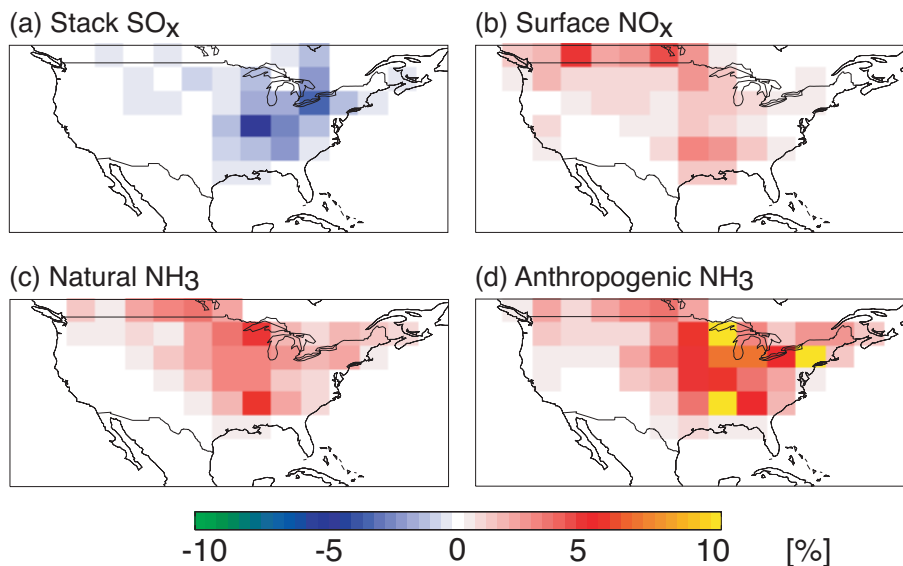 (a) Stack SOx
(b) Surface NOx
(c) Natural NH3
(d) Anthropogenic NH3
-10 -5 0 5 10 [%]